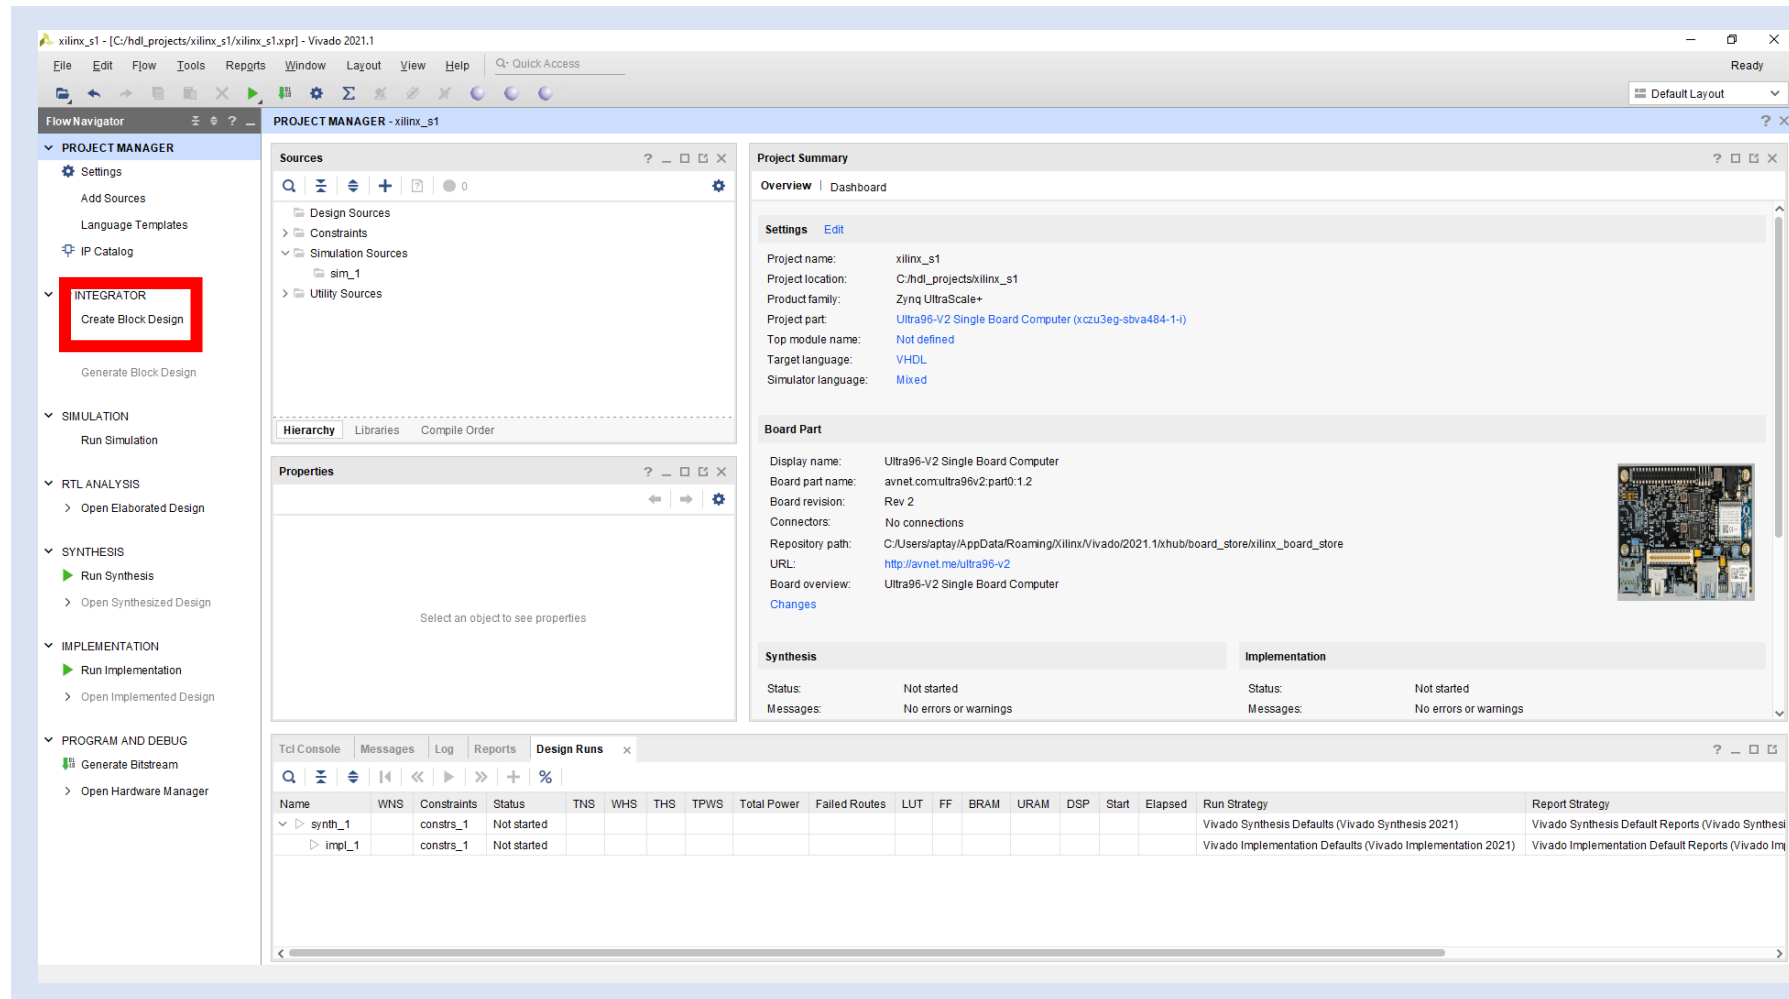 xilinx_s1 - [C:/hdl_projects/xilinx_s1/xilinx_s1.xpr] - Vivado 2021.1
File Edit Flow Tools Reports Window Layout View Help Quick Access Ready
Default Layout
Flow Navigator
PROJECT MANAGER - xilinx_s1
PROJECT MANAGER
Settings
Add Sources
Language Templates
IP Catalog
INTEGRATOR
Create Block Design
Generate Block Design
SIMULATION
Run Simulation
RTL ANALYSIS
Open Elaborated Design
SYNTHESIS
Run Synthesis
Open Synthesized Design
IMPLEMENTATION
Run Implementation
Open Implemented Design
PROGRAM AND DEBUG
Generate Bitstream
Open Hardware Manager
Sources
0
Design Sources
Constraints
Simulation Sources
sim_1
Utility Sources
Hierarchy Libraries Compile Order
Properties
Select an object to see properties
Project Summary
Overview | Dashboard
Settings Edit
Project name: xilinx_s1
Project location: C:/hdl_projects/xilinx_s1
Product family: Zynq UltraScale+
Project part: Ultra96-V2 Single Board Computer (xczu3eg-sbva484-1-i)
Top module name: Not defined
Target language: VHDL
Simulator language: Mixed
Board Part
Display name: Ultra96-V2 Single Board Computer
Board part name: avnet.com:ultra96v2:part0:1.2
Board revision: Rev 2
Connectors: No connections
Repository path: C:/Users/aptay/AppData/Roaming/Xilinx/Vivado/2021.1/xhub/board_store/xilinx_board_store
URL: http://avnet.me/ultra96-v2
Board overview: Ultra96-V2 Single Board Computer
Changes
Synthesis Implementation
Status: Not started Status: Not started
Messages: No errors or warnings Messages: No errors or warnings
Tcl Console Messages Log Reports Design Runs
Name WNS Constraints Status TNS WHS THS TPWS Total Power Failed Routes LUT FF BRAM URAM DSP Start Elapsed Run Strategy Report Strategy
synth_1 constrs_1 Not started Vivado Synthesis Defaults (Vivado Synthesis 2021) Vivado Synthesis Default Reports (Vivado Synthesi
impl_1 constrs_1 Not started Vivado Implementation Defaults (Vivado Implementation 2021) Vivado Implementation Default Reports (Vivado Im